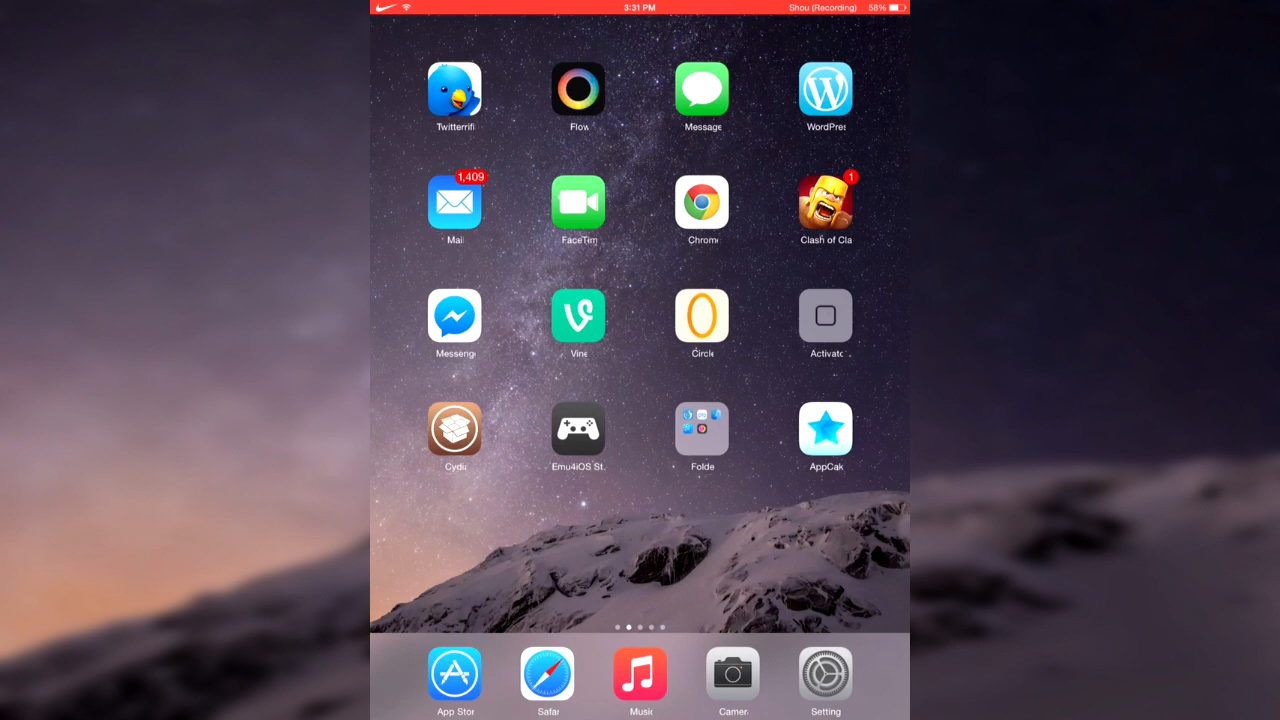 3:31 PM Shou (Recording) 58%
Twitterrifi Flow Message WordPres
1,409 1
Mail FaceTim Chrome Clash of Cla
Messeng Vine Circle Activato
Cydia Emu4iOS St. Folde AppCak
App Stor Safar Music Camer Setting